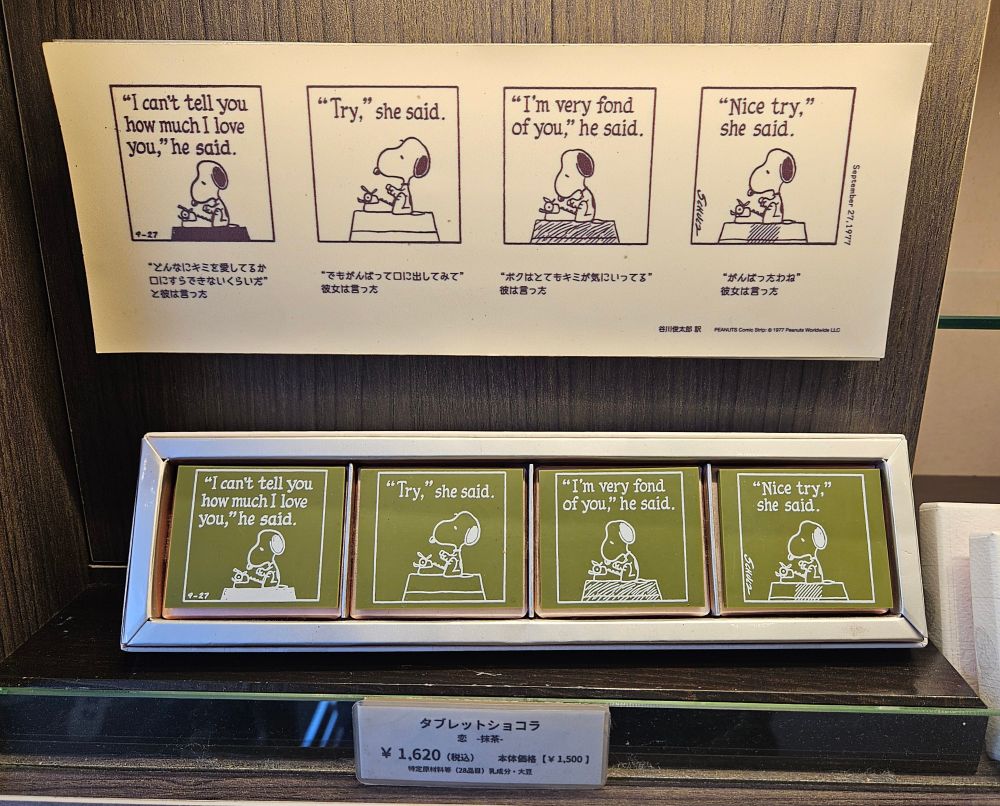 “I can't tell you
how much I love
you,” he said.
9-27
“Try,” she said.
“I'm very fond
of you,” he said.
“Nice try,”
she said.
SCHULZ
September 27, 1977
“どんなにキミを愛してるか
口にすらできないくらいだ”
と彼は言った
“でもがんばって口に出してみて”
彼女は言った
“ボクはとてもキミが気にいってる”
彼は言った
“がんばったわね”
彼女は言った
谷川俊太郎 訳
PEANUTS Comic Strip: © 1977 Peanuts Worldwide LLC
“I can't tell you
how much I love
you,” he said.
9-27
“Try,” she said.
“I'm very fond
of you,” he said.
“Nice try,”
she said.
SCHULZ
タブレットショコラ
恋 -抹茶-
¥ 1,620（税込） 本体価格【¥ 1,500】
特定原材料等（28品目）乳成分・大豆